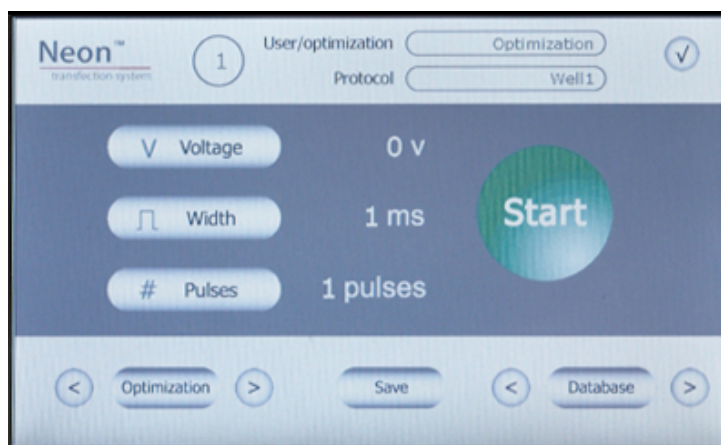 Neon™
transfection system
1
User/optimization Optimization
Protocol Well1
√
V Voltage 0 v
Width 1 ms
# Pulses 1 pulses
Start
< Optimization > Save < Database >